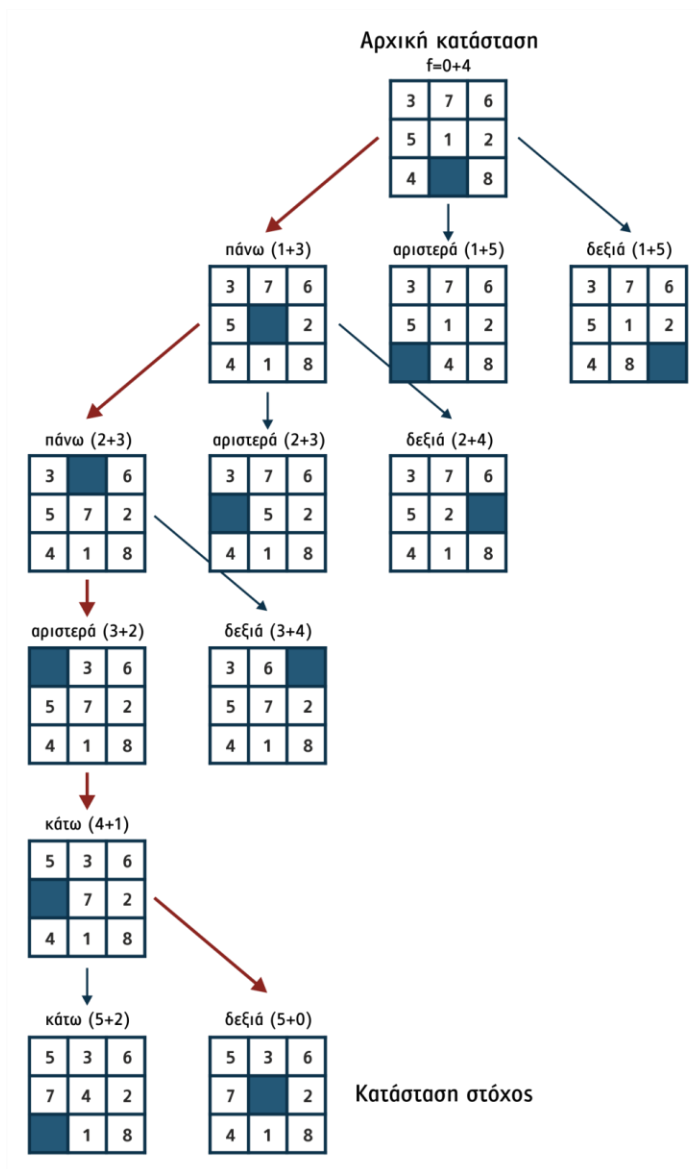 Αρχική κατάσταση
f=0+4
3 7 6
5 1 2
4 8
πάνω (1+3)
3 7 6
5 2
4 1 8
αριστερά (1+5)
3 7 6
5 1 2
4 8
δεξιά (1+5)
3 7 6
5 1 2
4 8
πάνω (2+3)
3 6
5 7 2
4 1 8
αριστερά (2+3)
3 7 6
5 2
4 1 8
δεξιά (2+4)
3 7 6
5 2
4 1 8
αριστερά (3+2)
3 6
5 7 2
4 1 8
δεξιά (3+4)
3 6
5 7 2
4 1 8
κάτω (4+1)
5 3 6
7 2
4 1 8
κάτω (5+2)
5 3 6
7 4 2
1 8
δεξιά (5+0)
5 3 6
7 2
4 1 8
Κατάσταση στόχος